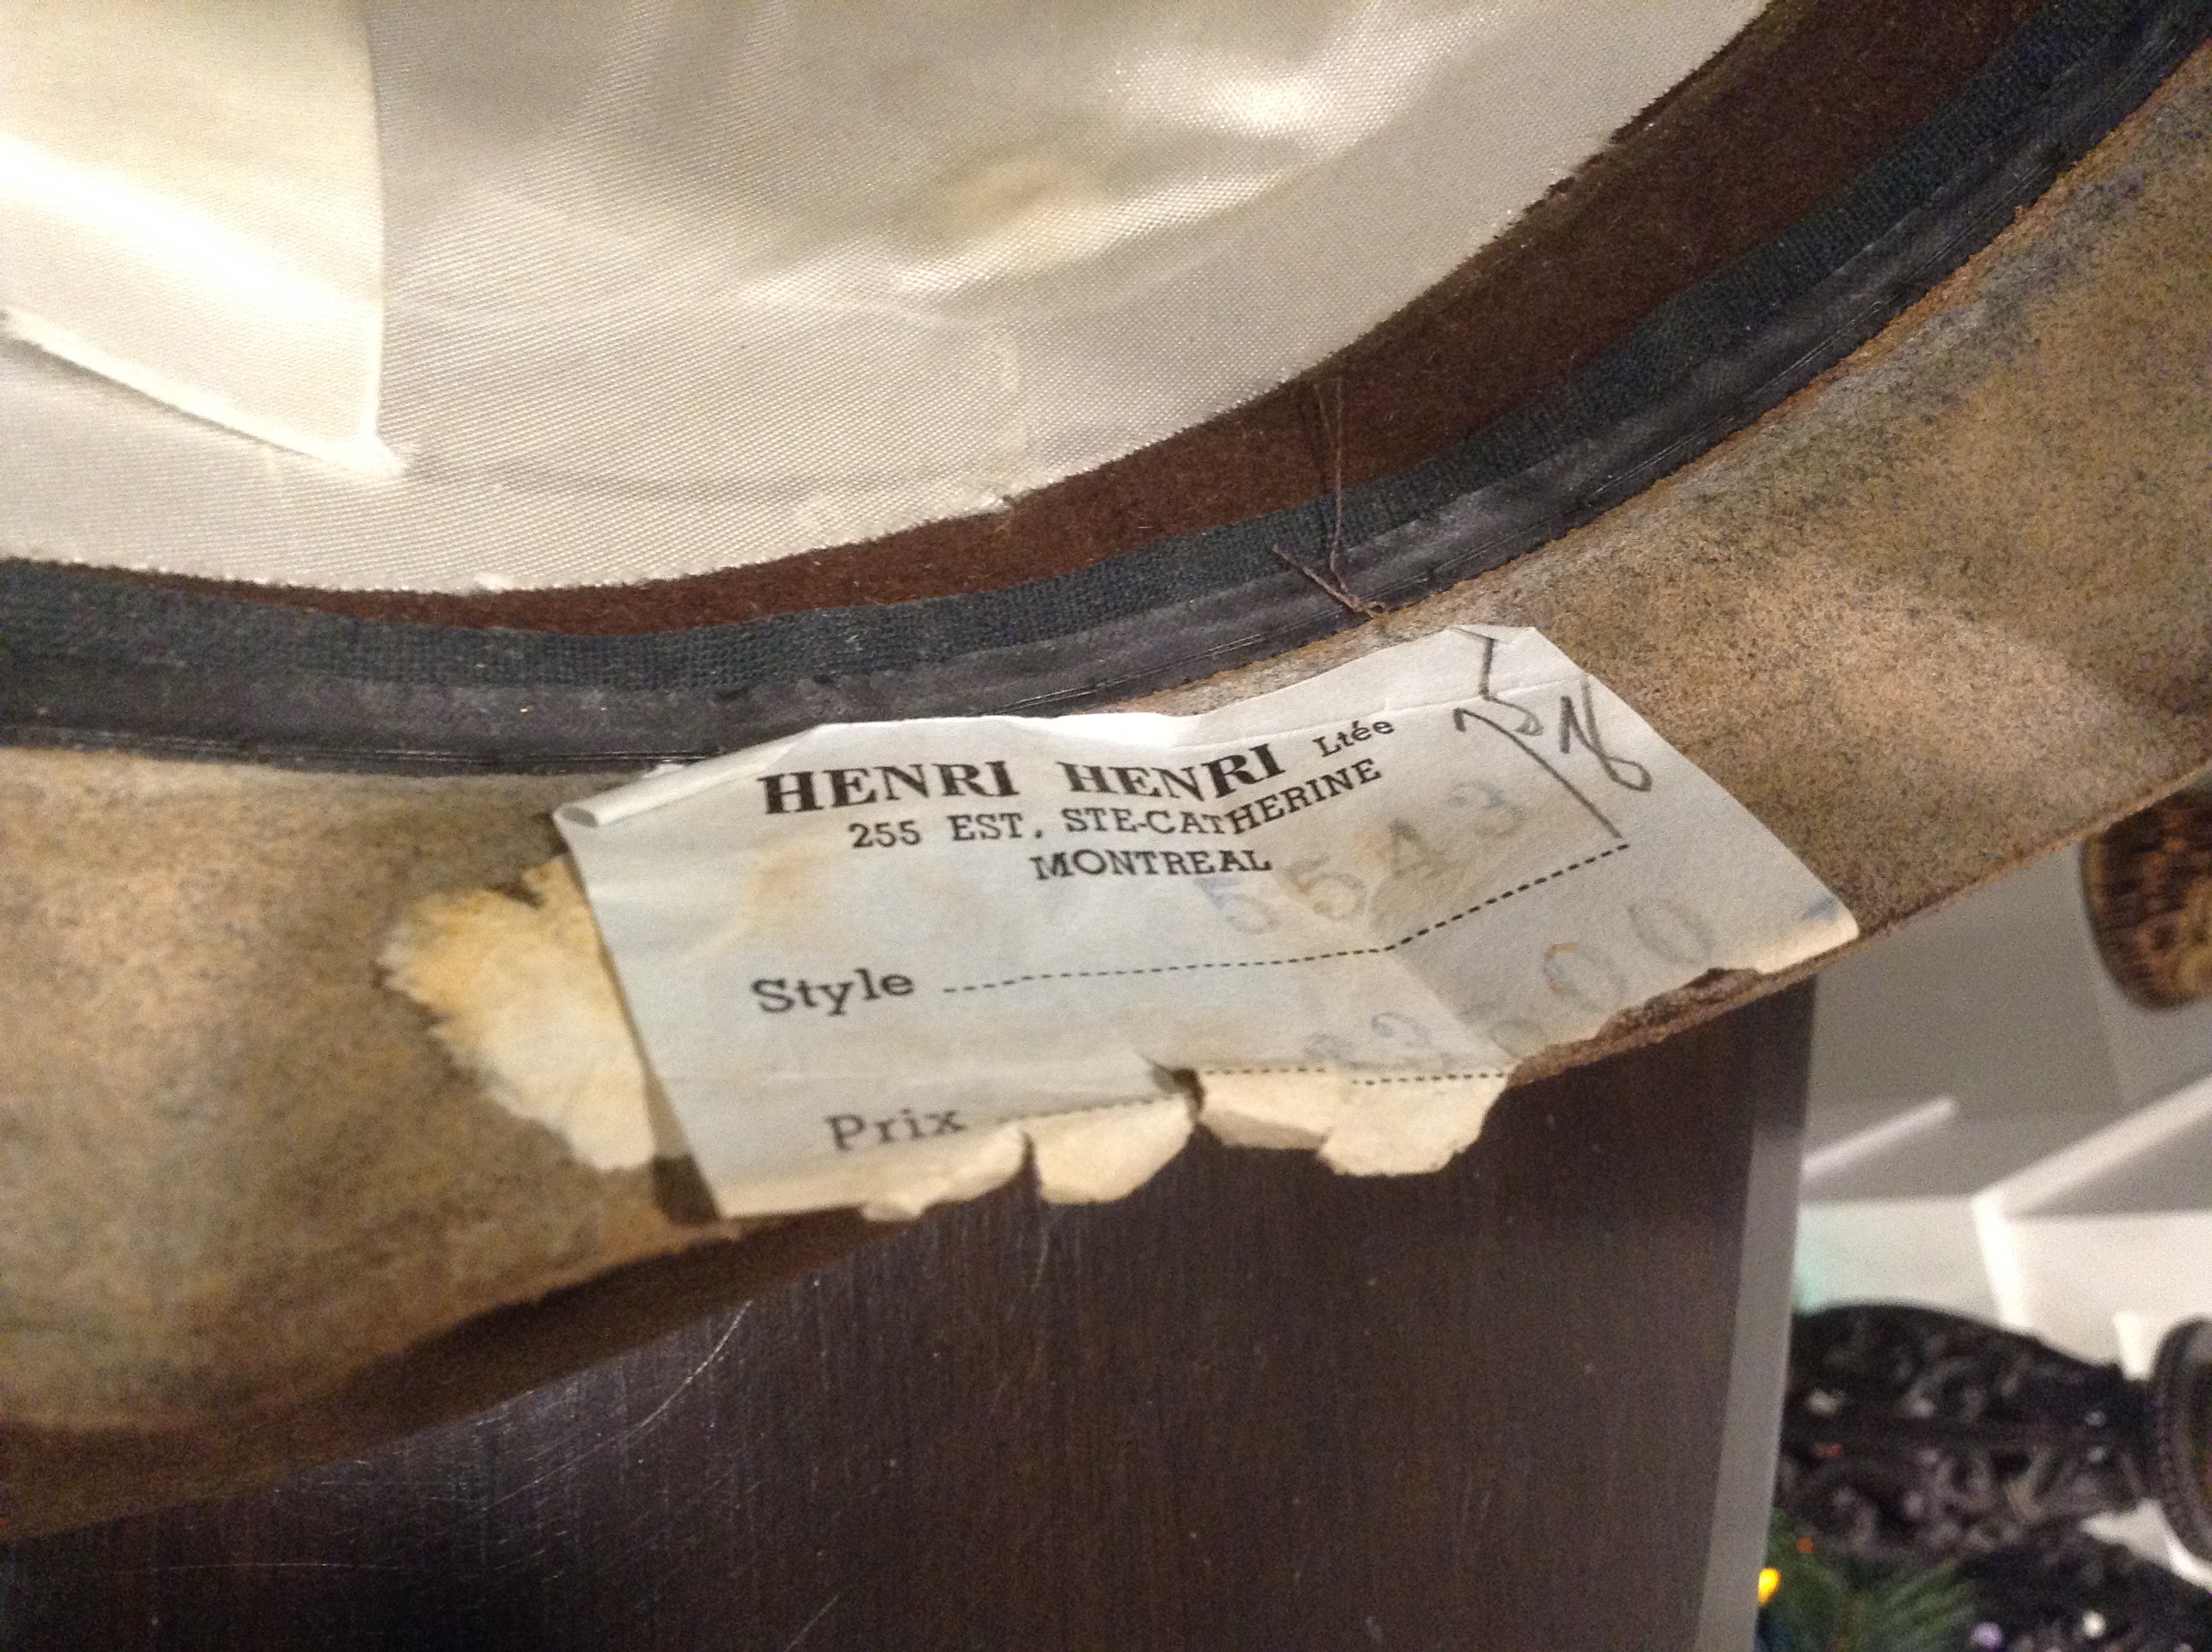 HENRI HENRI Ltée
255 EST, STE-CATHERINE
MONTREAL
5543
Style
Prix